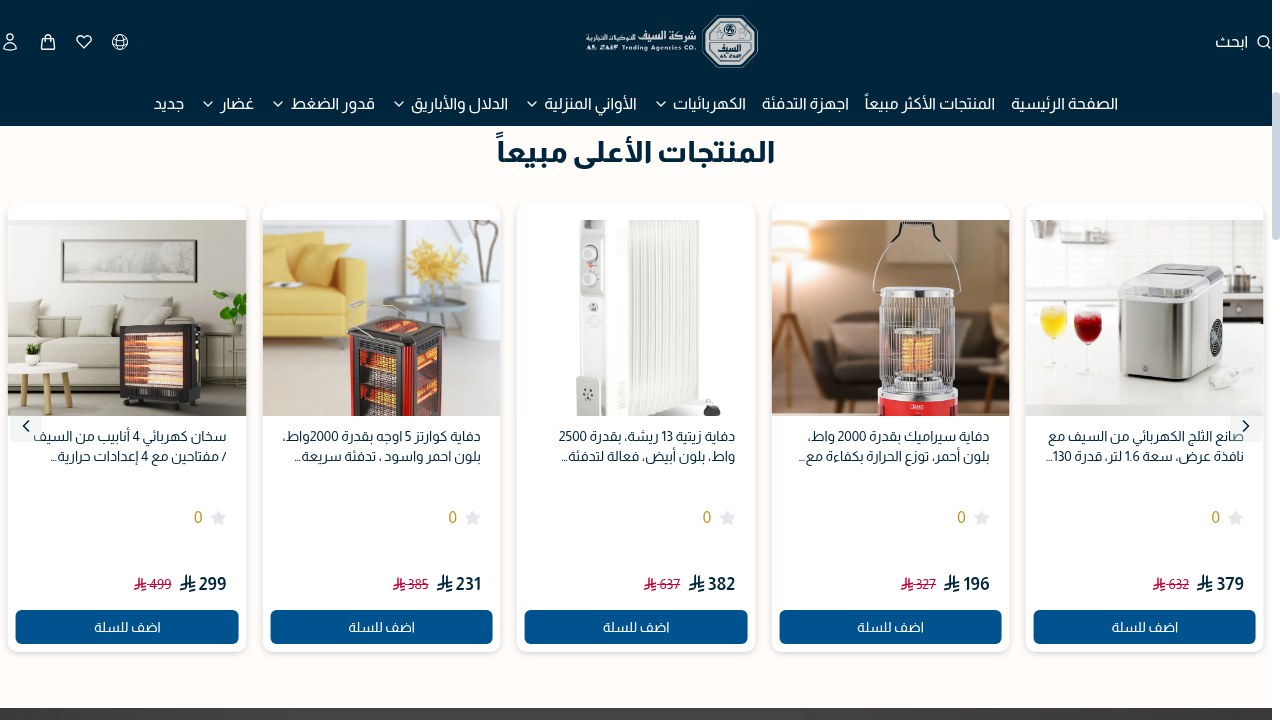 ابحث
شركة السيف للتوكيلات التجارية
AL SAIF Trading Agencies CO.
السيف
الصفحة الرئيسية
المنتجات الأكثر مبيعاً
اجهزة التدفئة
الكهربائيات
الأواني المنزلية
الدلال والأباريق
قدور الضغط
غضار
جديد
المنتجات الأعلى مبيعاً
صانع الثلج الكهربائي من السيف مع
نافذة عرض، سعة 1.6 لتر، قدرة 130...
0
379
632
اضف للسلة
دفاية سيراميك بقدرة 2000 واط،
بلون أحمر، توزع الحرارة بكفاءة مع...
0
196
327
اضف للسلة
دفاية زيتية 13 ريشة، بقدرة 2500
واط، بلون أبيض، فعالة لتدفئة...
0
382
637
اضف للسلة
دفاية كوارتز 5 اوجه بقدرة 2000واط،
بلون احمر واسود ، تدفئة سريعة...
0
231
385
اضف للسلة
سخان كهربائي 4 أنابيب من السيف
/ مفتاحين مع 4 إعدادات حرارية...
0
299
499
اضف للسلة